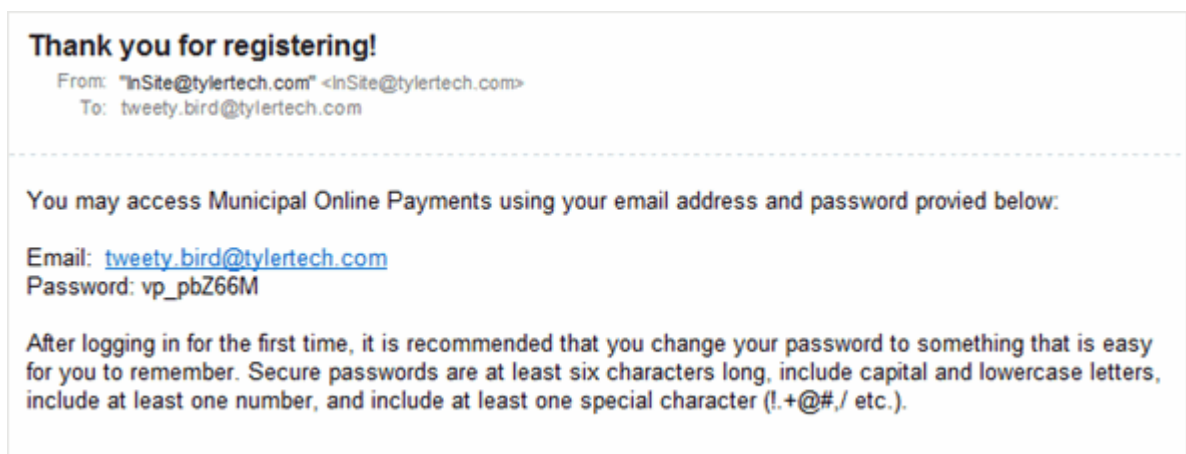 Thank you for registering!
From: "InSite@tylertech.com" <InSite@tylertech.com>
To: tweety.bird@tylertech.com
You may access Municipal Online Payments using your email address and password provied below:
Email: tweety.bird@tylertech.com
Password: vp_pbZ66M
After logging in for the first time, it is recommended that you change your password to something that is easy
for you to remember. Secure passwords are at least six characters long, include capital and lowercase letters,
include at least one number, and include at least one special character (!.+@#,/ etc.).